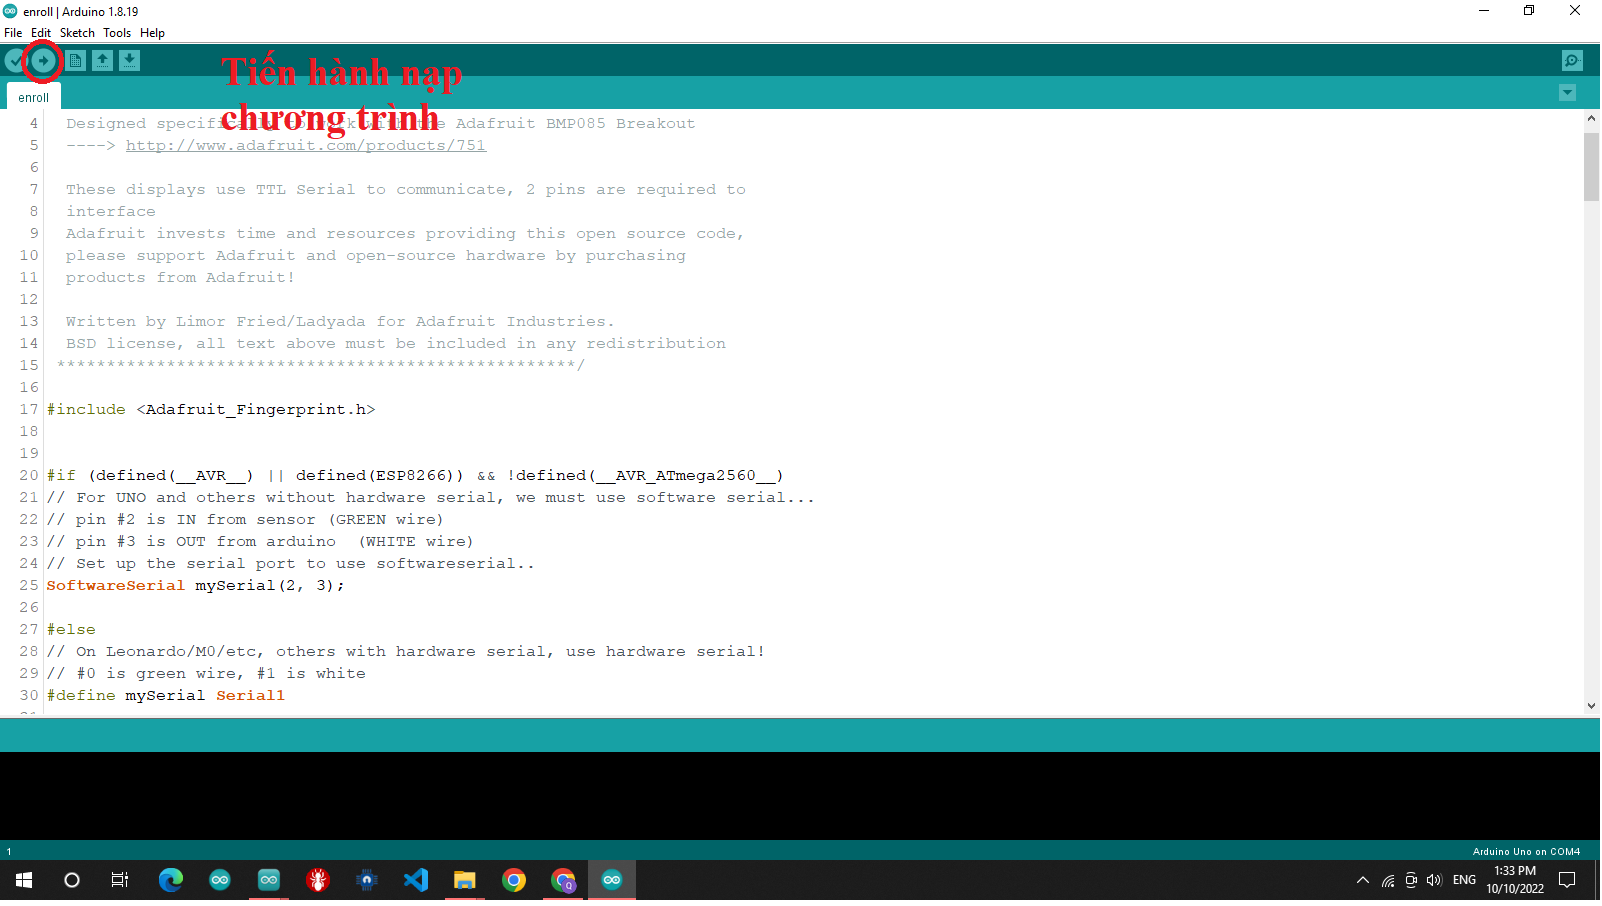 enroll | Arduino 1.8.19
File Edit Sketch Tools Help
Tiến hành nạp
chương trình
enroll
4 Designed specifically to work with the Adafruit BMP085 Breakout
5 ----> http://www.adafruit.com/products/751
6
7 These displays use TTL Serial to communicate, 2 pins are required to
8 interface
9 Adafruit invests time and resources providing this open source code,
10 please support Adafruit and open-source hardware by purchasing
11 products from Adafruit!
12
13 Written by Limor Fried/Ladyada for Adafruit Industries.
14 BSD license, all text above must be included in any redistribution
15 ****************************************************/
16
17 #include <Adafruit_Fingerprint.h>
18
19
20 #if (defined(__AVR__) || defined(ESP8266)) && !defined(__AVR_ATmega2560__)
21 // For UNO and others without hardware serial, we must use software serial...
22 // pin #2 is IN from sensor (GREEN wire)
23 // pin #3 is OUT from arduino  (WHITE wire)
24 // Set up the serial port to use softwareserial..
25 SoftwareSerial mySerial(2, 3);
26
27 #else
28 // On Leonardo/M0/etc, others with hardware serial, use hardware serial!
29 // #0 is green wire, #1 is white
30 #define mySerial Serial1
1
Arduino Uno on COM4
Q
ENG
1:33 PM
10/10/2022